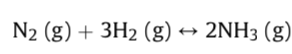 N₂ (g) + 3H₂ (g) ↔ 2NH₃ (g)